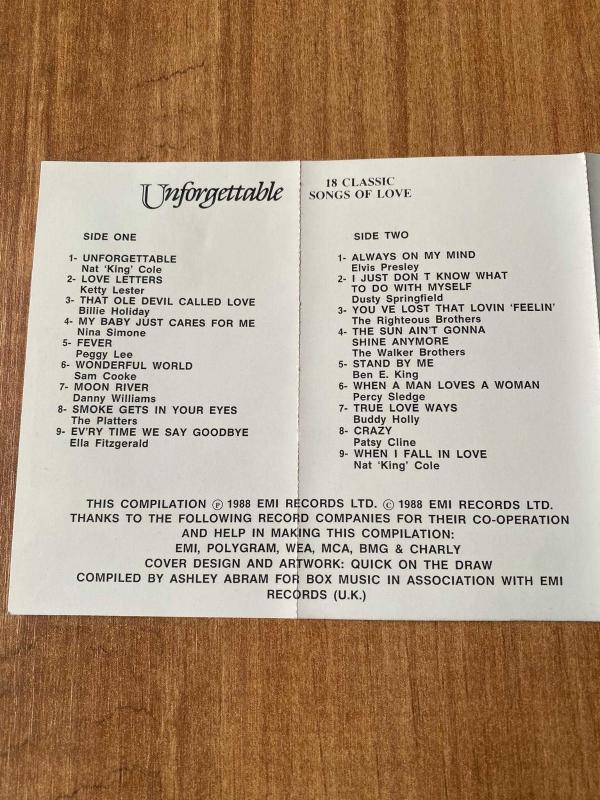 Unforgettable
18 CLASSIC
SONGS OF LOVE
SIDE ONE
1- UNFORGETTABLE
Nat 'King' Cole
2- LOVE LETTERS
Ketty Lester
3- THAT OLE DEVIL CALLED LOVE
Billie Holiday
4- MY BABY JUST CARES FOR ME
Nina Simone
5- FEVER
Peggy Lee
6- WONDERFUL WORLD
Sam Cooke
7- MOON RIVER
Danny Williams
8- SMOKE GETS IN YOUR EYES
The Platters
9- EV'RY TIME WE SAY GOODBYE
Ella Fitzgerald
SIDE TWO
1- ALWAYS ON MY MIND
Elvis Presley
2- I JUST DON T KNOW WHAT
TO DO WITH MYSELF
Dusty Springfield
3- YOU VE LOST THAT LOVIN 'FEELIN'
The Righteous Brothers
4- THE SUN AIN'T GONNA
SHINE ANYMORE
The Walker Brothers
5- STAND BY ME
Ben E. King
6- WHEN A MAN LOVES A WOMAN
Percy Sledge
7- TRUE LOVE WAYS
Buddy Holly
8- CRAZY
Patsy Cline
9- WHEN I FALL IN LOVE
Nat 'King' Cole
THIS COMPILATION ℗ 1988 EMI RECORDS LTD. © 1988 EMI RECORDS LTD.
THANKS TO THE FOLLOWING RECORD COMPANIES FOR THEIR CO-OPERATION
AND HELP IN MAKING THIS COMPILATION:
EMI, POLYGRAM, WEA, MCA, BMG & CHARLY
COVER DESIGN AND ARTWORK: QUICK ON THE DRAW
COMPILED BY ASHLEY ABRAM FOR BOX MUSIC IN ASSOCIATION WITH EMI
RECORDS (U.K.)